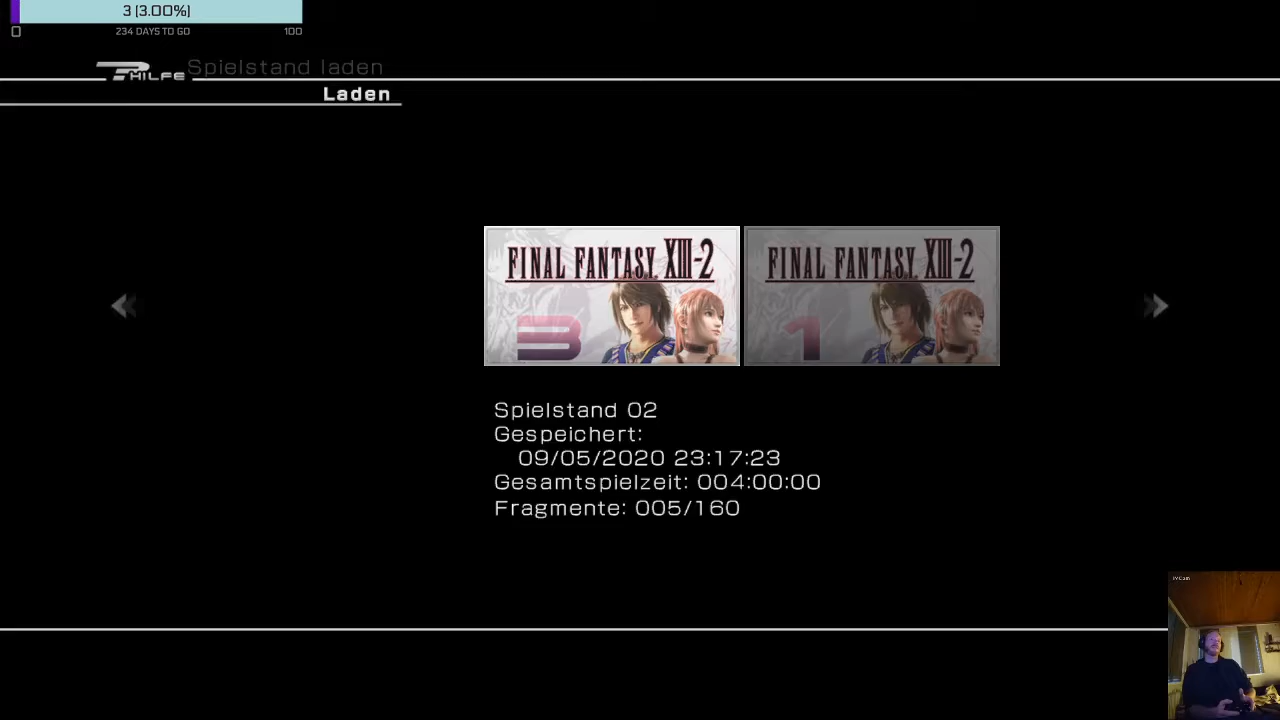 3 (3.00%)
0 234 DAYS TO GO 100
HILFE Spielstand laden
Laden
FINAL FANTASY XIII-2
3
FINAL FANTASY XIII-2
1
Spielstand 02
Gespeichert:
09/05/2020 23:17:23
Gesamtspielzeit: 004:00:00
Fragmente: 005/160